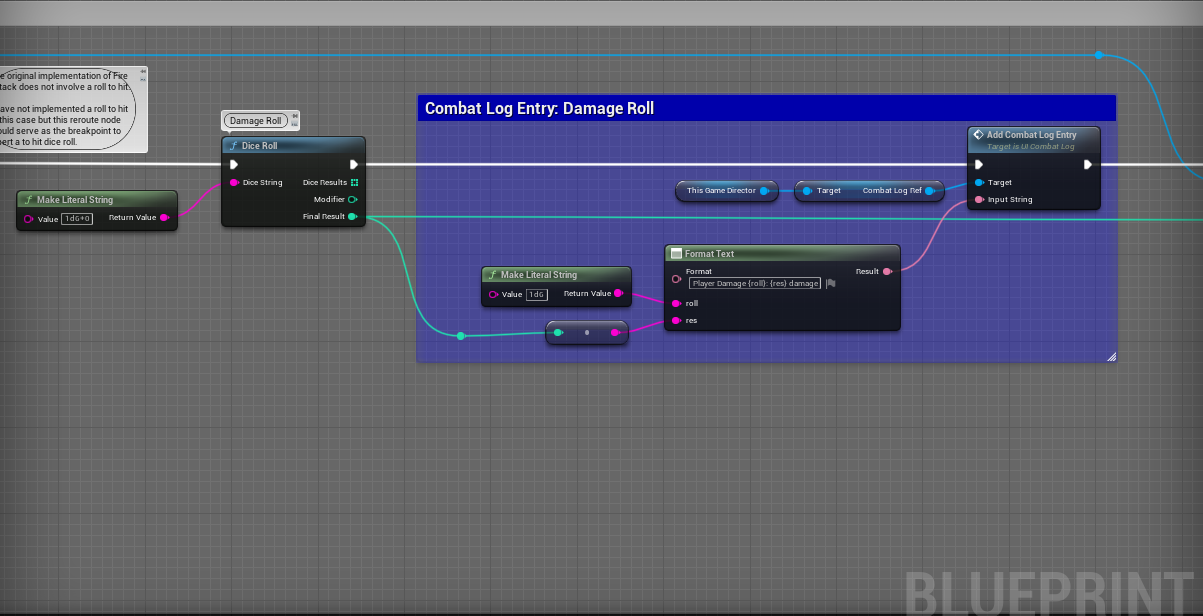 e original implementation of Fire
tack does not involve a roll to hit.
ave not implemented a roll to hit
this case but this reroute node
ould serve as the breakpoint to
pert a to hit dice roll.
Damage Roll
Dice Roll
Dice String
Dice Results
Modifier
Final Result
Make Literal String
Value 1d6+0 Return Value
Combat Log Entry: Damage Roll
Add Combat Log Entry
Target is UI Combat Log
Target
Input String
This Game Director
Target Combat Log Ref
Format Text
Format Result
Player Damage {roll}: {res} damage
roll
res
Make Literal String
Value 1d6 Return Value
BLUEPRINT